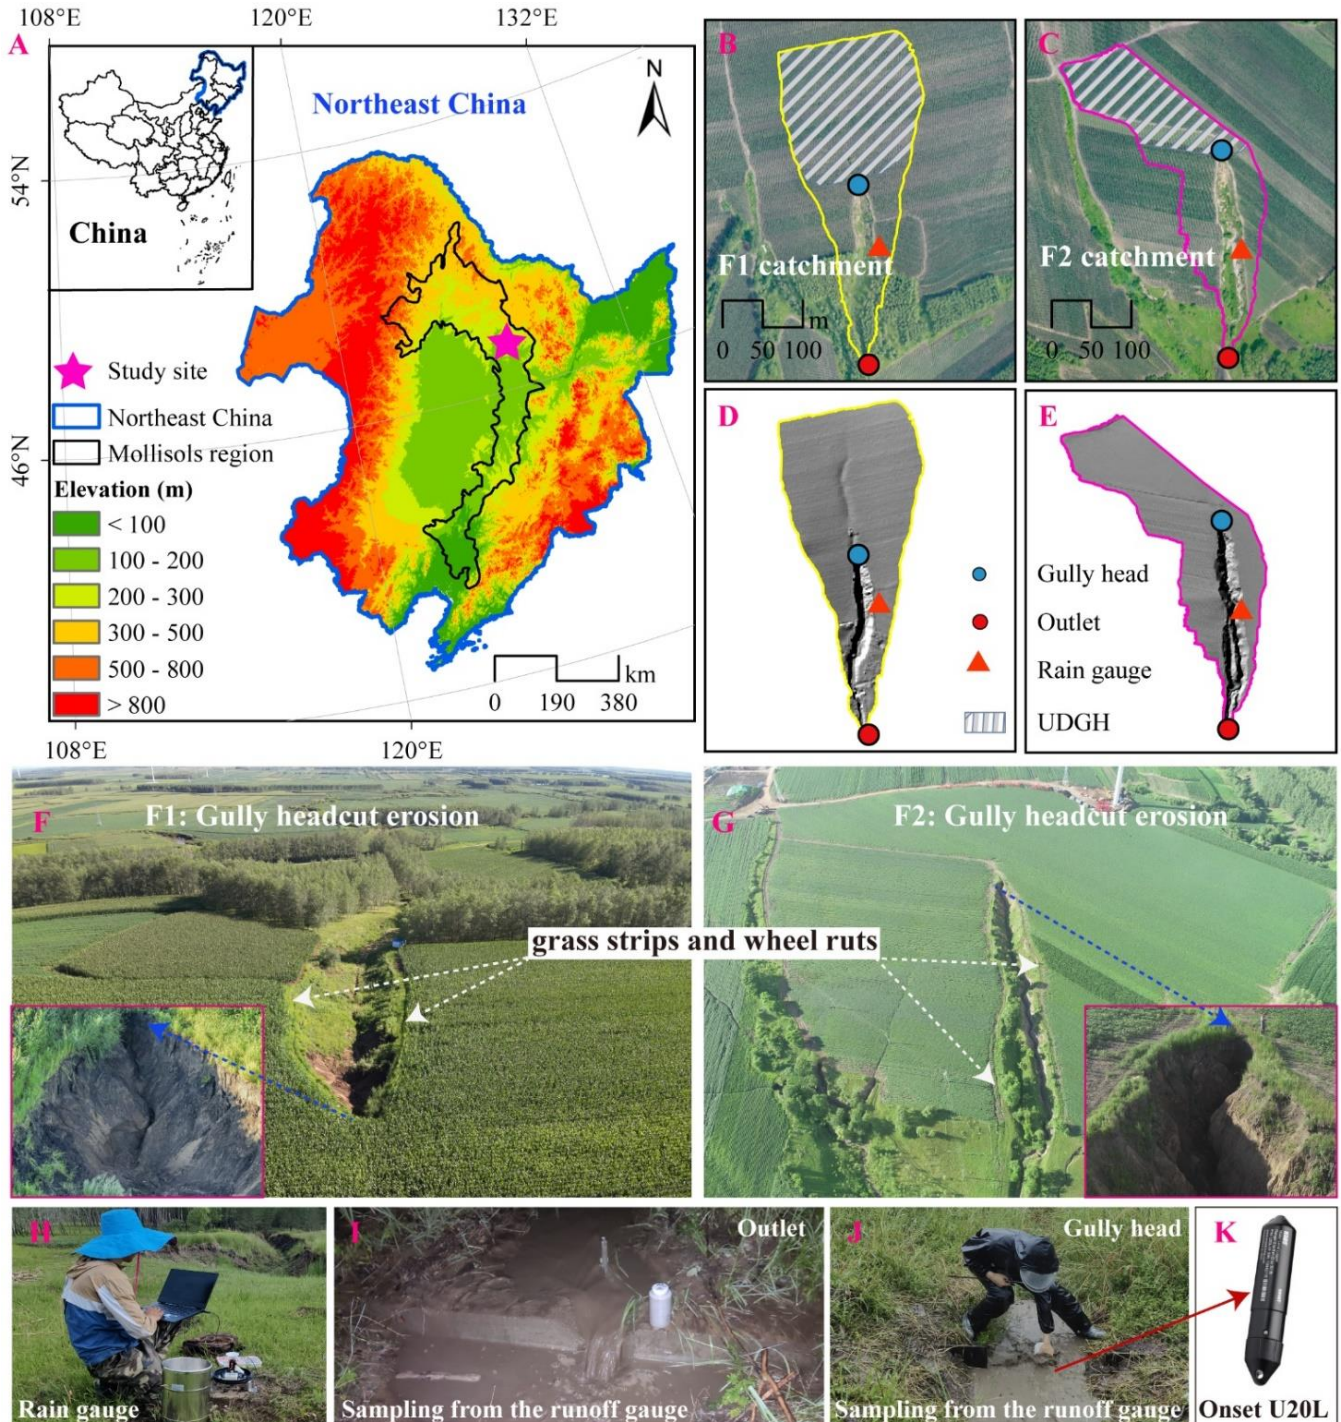 108°E
120°E
132°E
A
N
Northeast China
54°N
China
Study site
Northeast China
Mollisols region
46°N
Elevation (m)
< 100
100 - 200
200 - 300
300 - 500
500 - 800
> 800
km
0 190 380
108°E
120°E
B
F1 catchment
m
0 50 100
C
F2 catchment
m
0 50 100
D
E
Gully head
Outlet
Rain gauge
UDGH
F
F1: Gully headcut erosion
G
F2: Gully headcut erosion
grass strips and wheel ruts
H
Rain gauge
I
Outlet
Sampling from the runoff gauge
J
Gully head
Sampling from the runoff gauge
K
Onset U20L